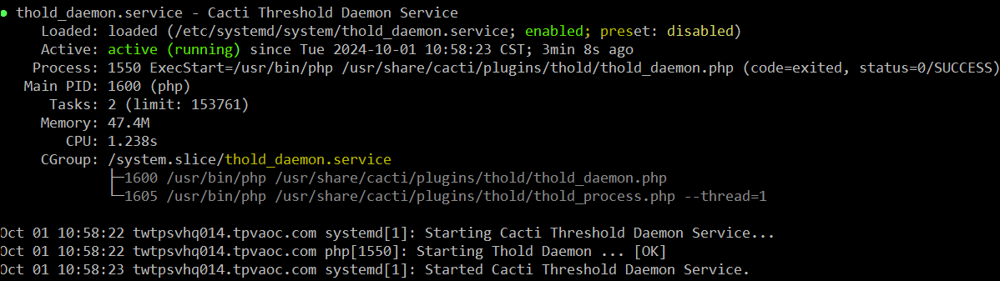 ● thold_daemon.service - Cacti Threshold Daemon Service
Loaded: loaded (/etc/systemd/system/thold_daemon.service; enabled; preset: disabled)
Active: active (running) since Tue 2024-10-01 10:58:23 CST; 3min 8s ago
Process: 1550 ExecStart=/usr/bin/php /usr/share/cacti/plugins/thold/thold_daemon.php (code=exited, status=0/SUCCESS)
Main PID: 1600 (php)
Tasks: 2 (limit: 153761)
Memory: 47.4M
CPU: 1.238s
CGroup: /system.slice/thold_daemon.service
├─1600 /usr/bin/php /usr/share/cacti/plugins/thold/thold_daemon.php
└─1605 /usr/bin/php /usr/share/cacti/plugins/thold/thold_process.php --thread=1
Oct 01 10:58:22 twtpsvhq014.tpvaoc.com systemd[1]: Starting Cacti Threshold Daemon Service...
Oct 01 10:58:22 twtpsvhq014.tpvaoc.com php[1550]: Starting Thold Daemon ... [OK]
Oct 01 10:58:23 twtpsvhq014.tpvaoc.com systemd[1]: Started Cacti Threshold Daemon Service.